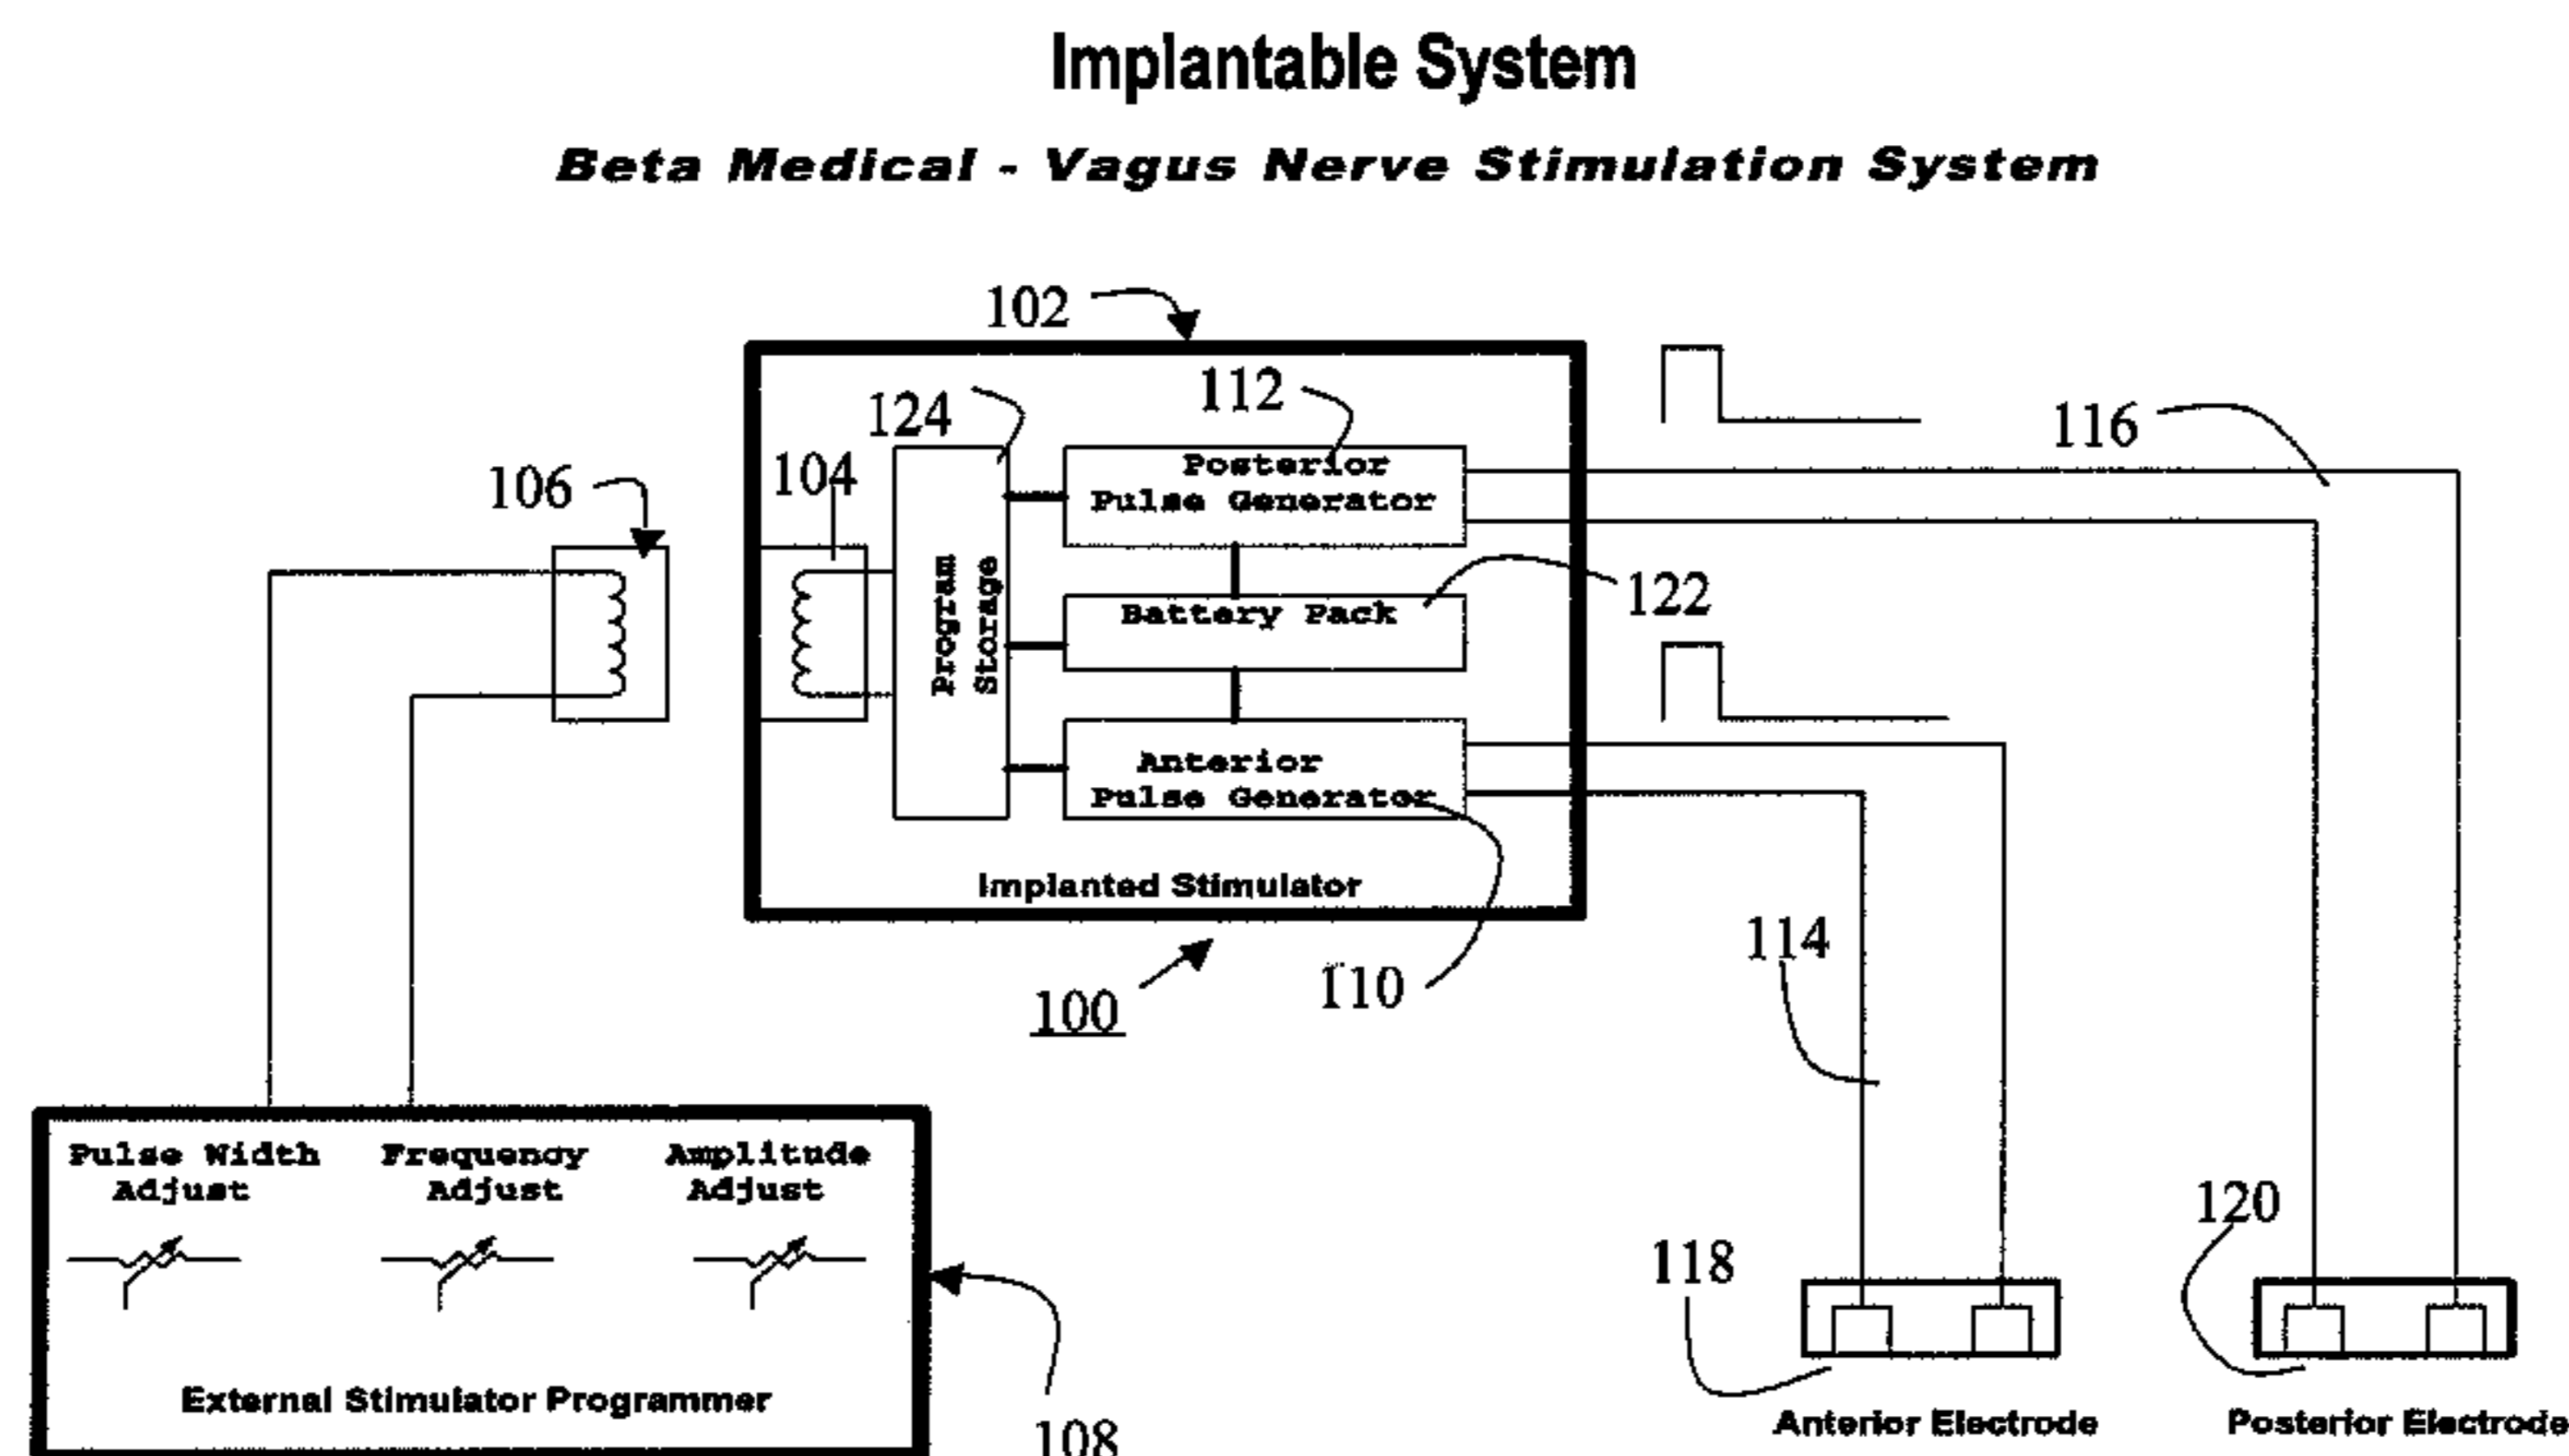 Implantable System
Beta Medical - Vagus Nerve Stimulation System
102
112
124
116
104
106
Posterior
Pulse Generator
Program
Storage
Battery Pack
122
Anterior
Pulse Generator
Implanted Stimulator
114
110
100
Pulse Width
Adjust
Frequency
Adjust
Amplitude
Adjust
120
118
External Stimulator Programmer
108
Anterior Electrode
Posterior Electrode